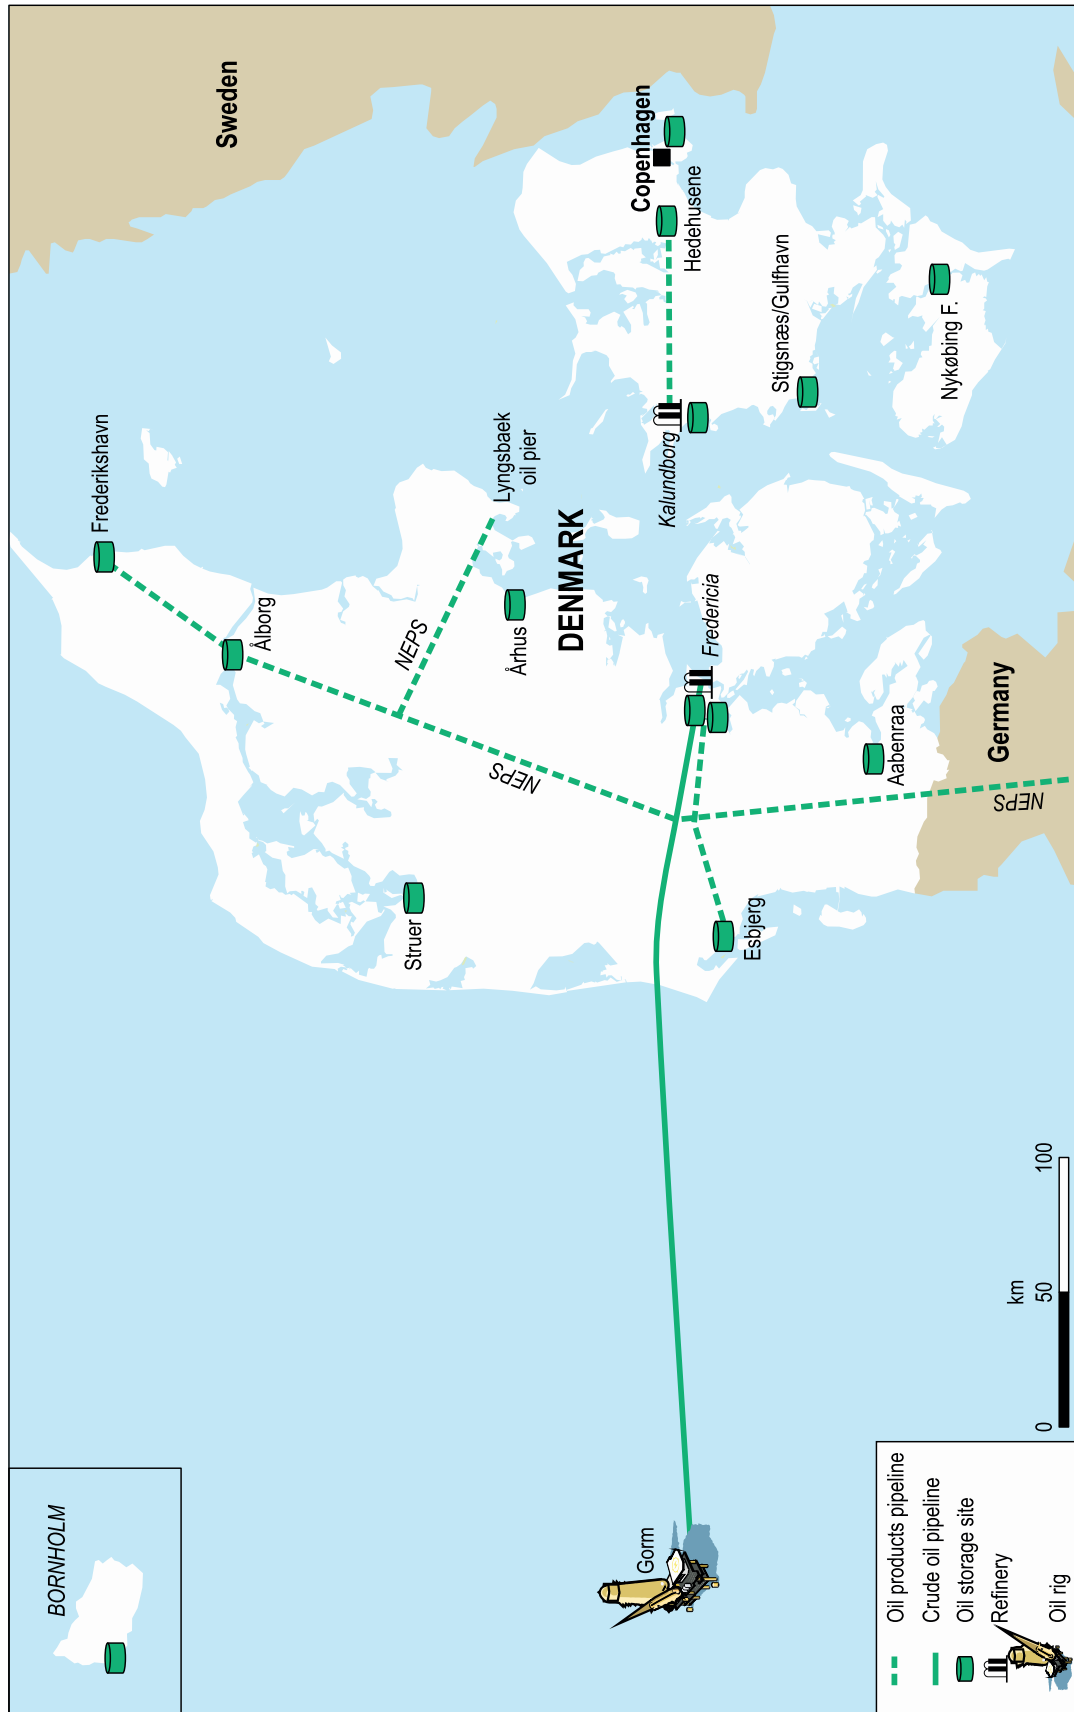 BORNHOLM
Sweden
Frederikshavn
Ålborg
NEPS
Lyngsbaek
oil pier
NEPS
Århus
Struer
DENMARK
Copenhagen
Hedehusene
Kalundborg
Fredericia
Stigsnæs/Gulfhavn
Nykøbing F.
Esbjerg
Aabenraa
Germany
NEPS
Gorm
Oil products pipeline
Crude oil pipeline
Oil storage site
Refinery
Oil rig
km
0
50
100